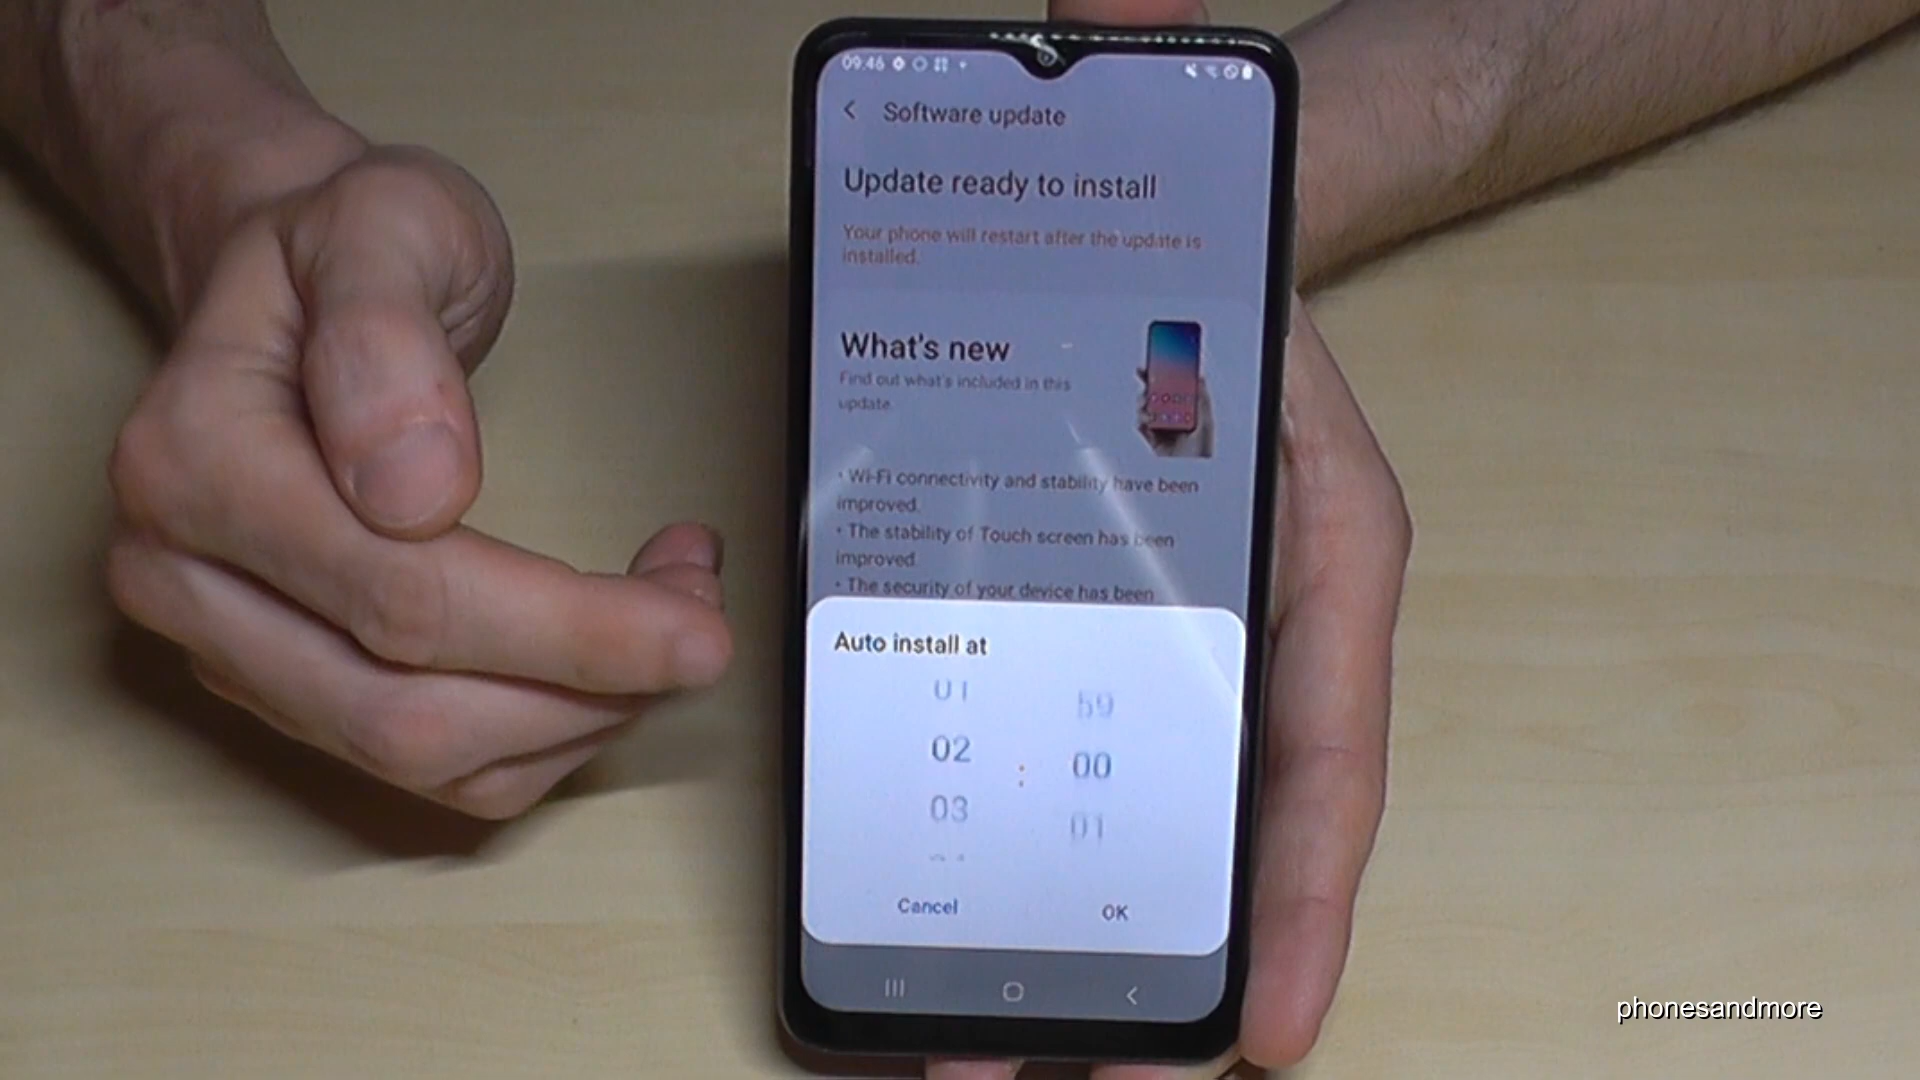 09.46
Software update
Update ready to install
Your phone will restart after the update is
installed.
What's new
Find out what's included in this
update.
• Wi-Fi connectivity and stability have been
improved.
• The stability of Touch screen has been
improved.
• The security of your device has been
Auto install at
01 59
02 : 00
03 01
Cancel OK
phonesandmore